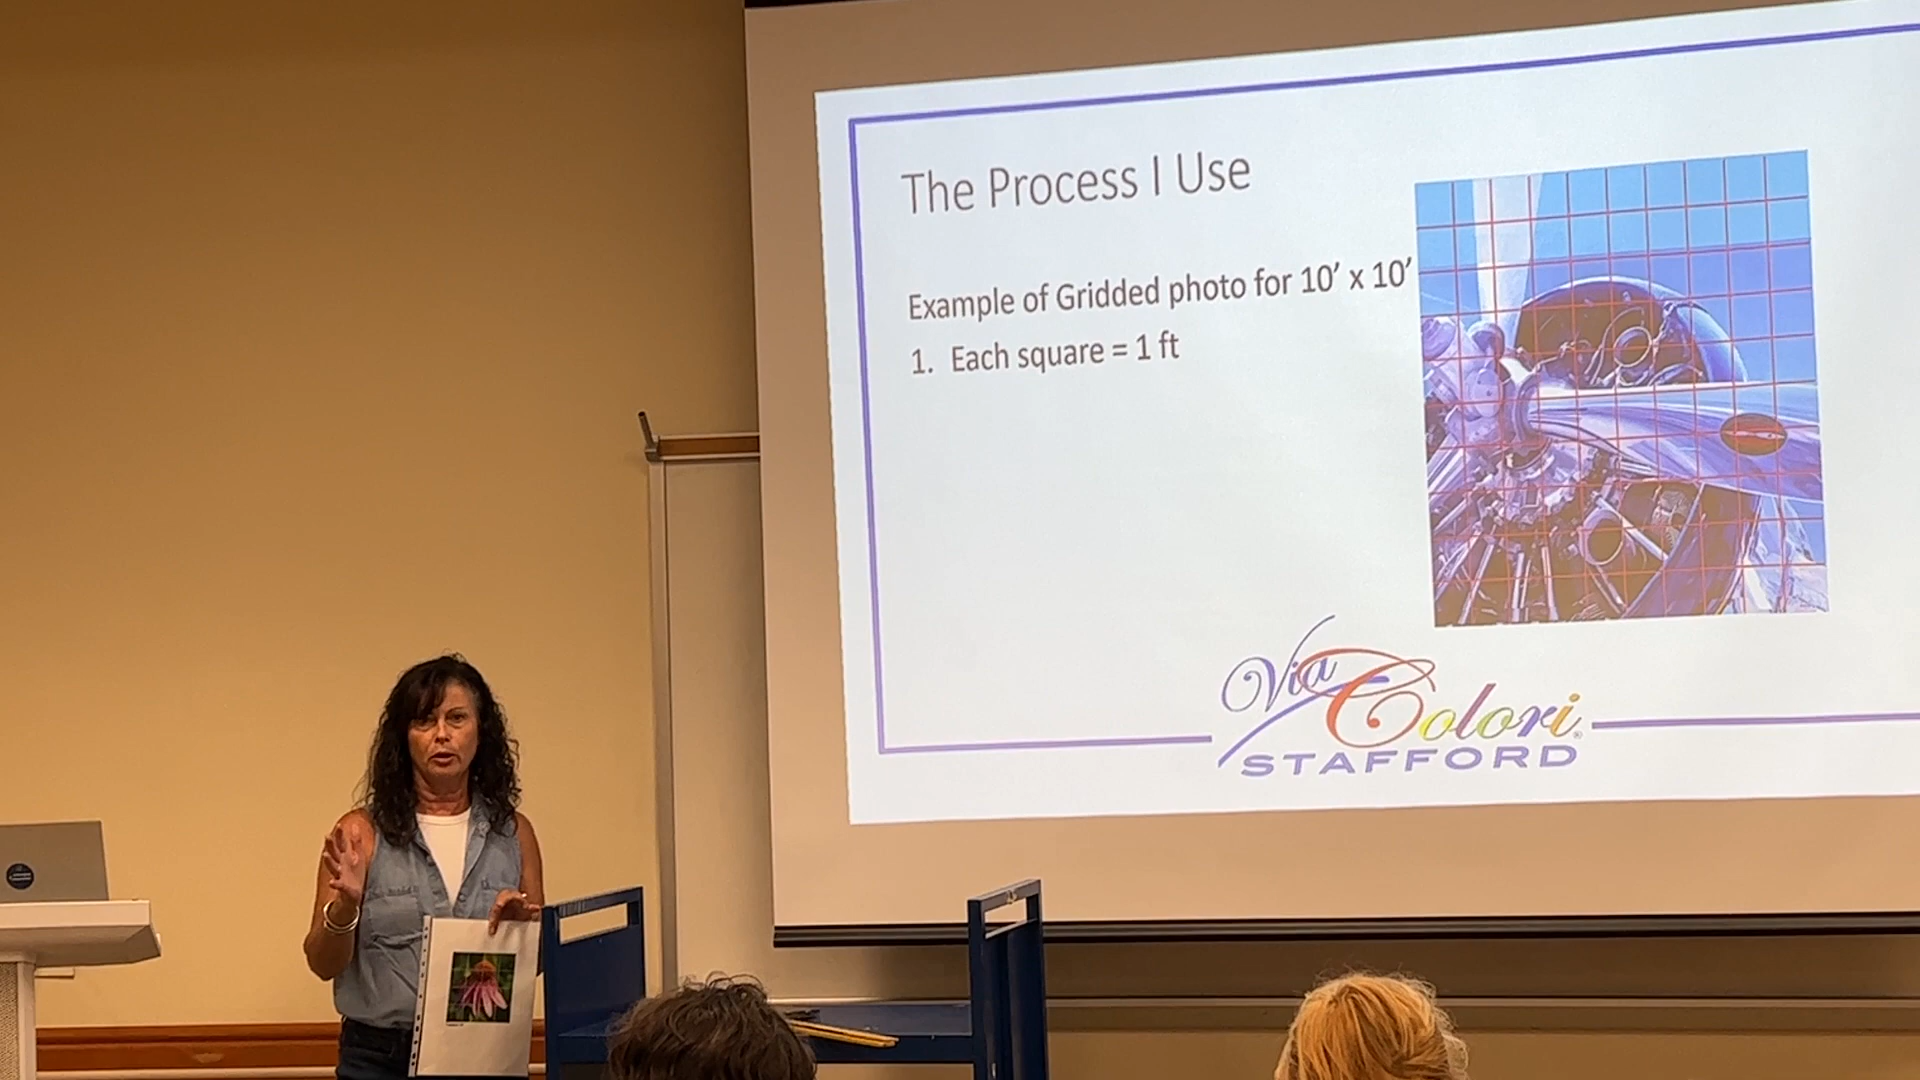 The Process I Use
Example of Gridded photo for 10’ x 10’
1. Each square = 1 ft
Via Colori®
STAFFORD